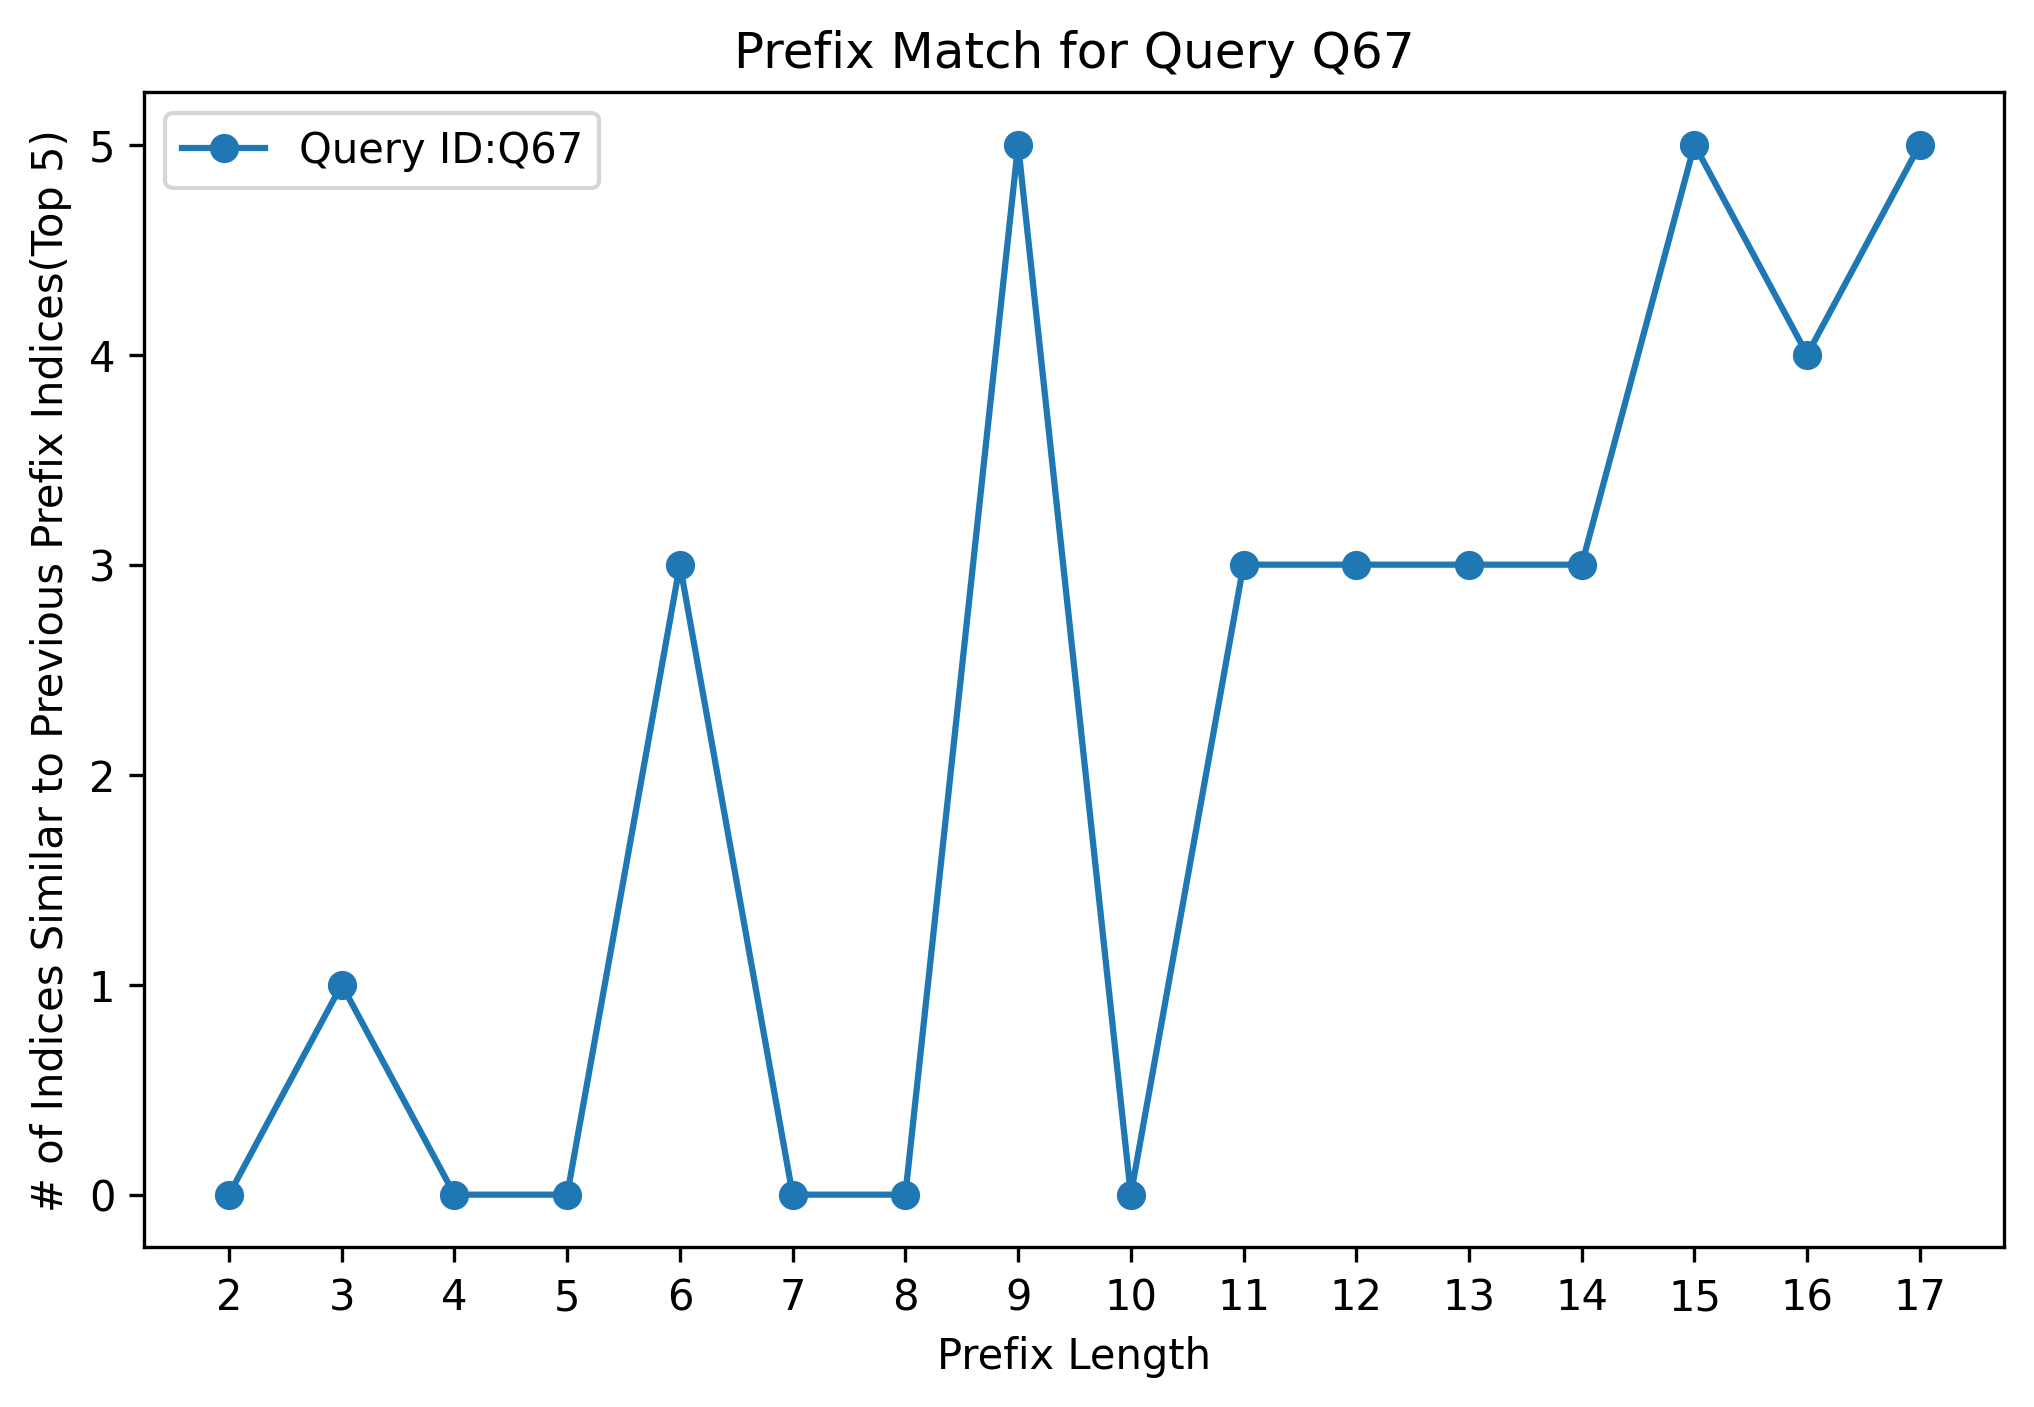 Prefix Match for Query Q67
Query ID:Q67
# of Indices Similar to Previous Prefix Indices(Top 5)
5
4
3
2
1
0
2 3 4 5 6 7 8 9 10 11 12 13 14 15 16 17
Prefix Length